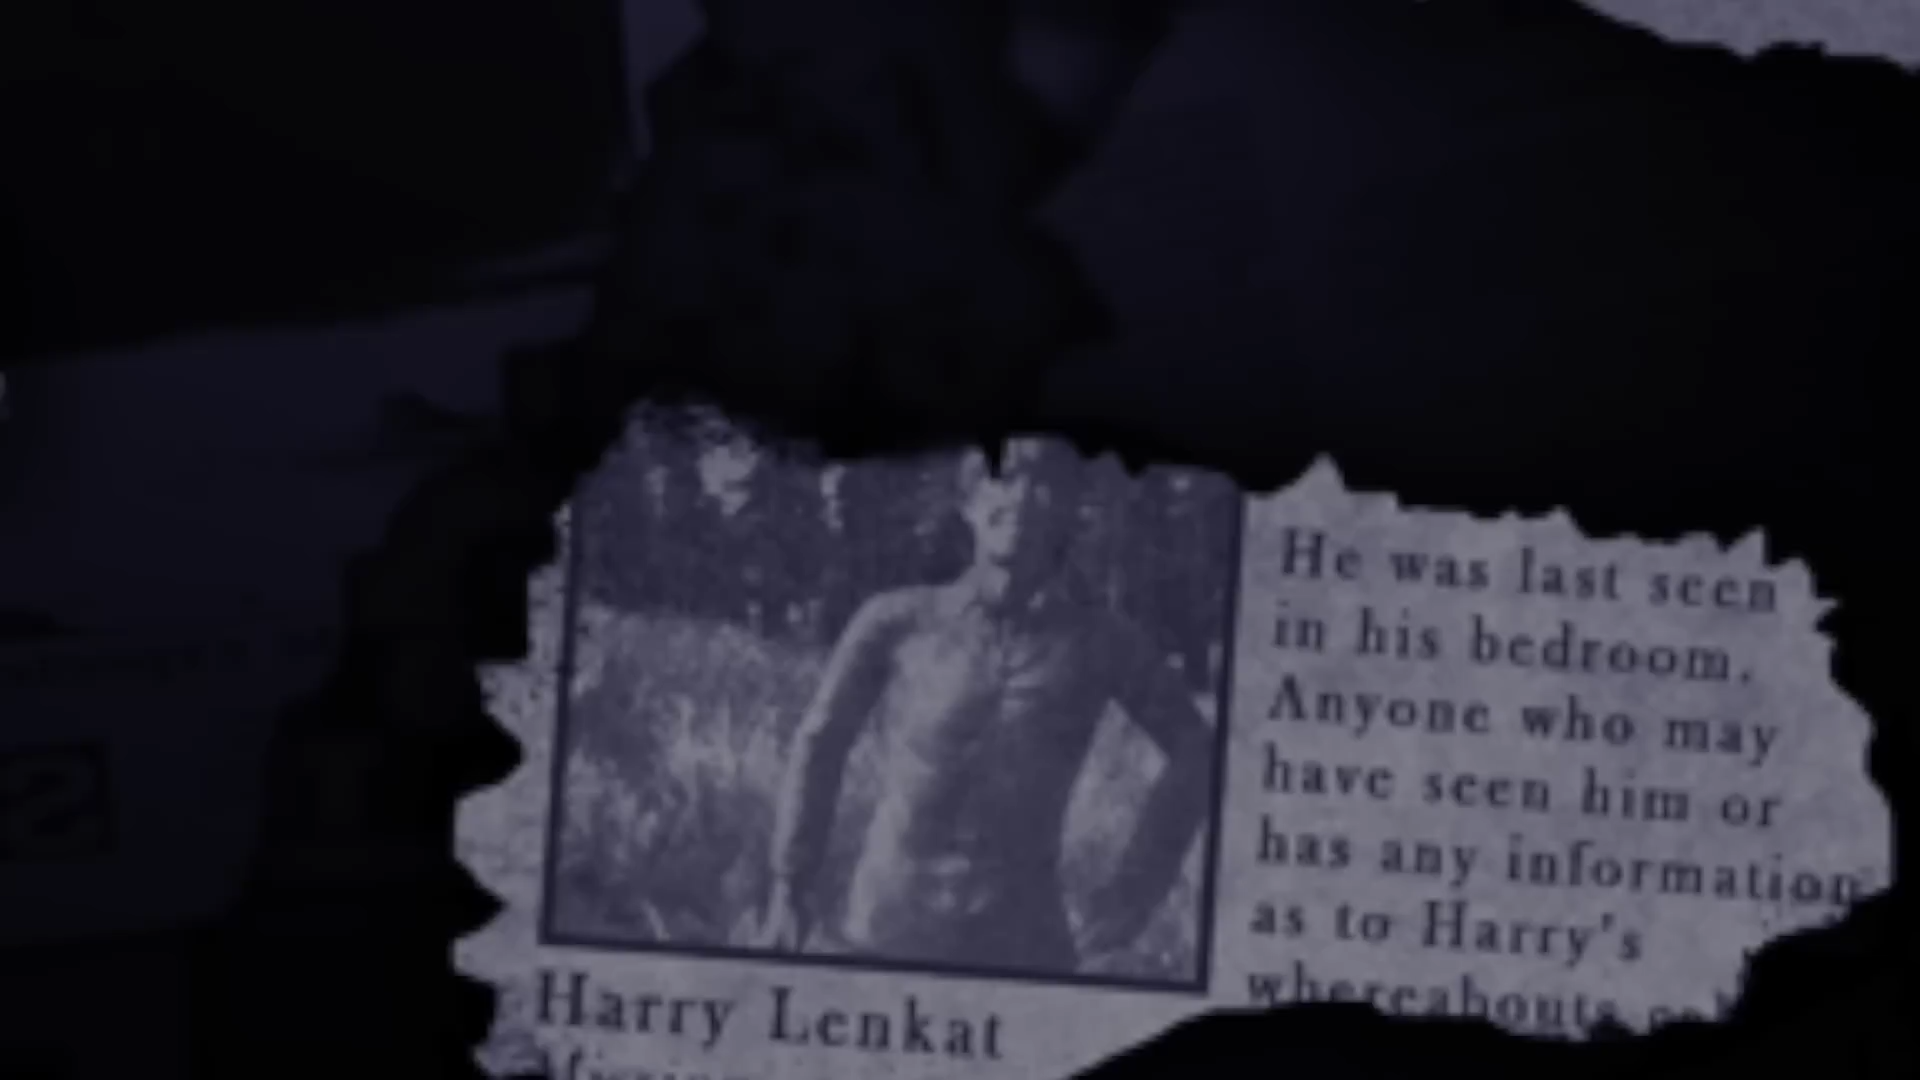 He was last seen
in his bedroom.
Anyone who may
have seen him or
has any information
as to Harry's
whereabouts
Harry Lenkat